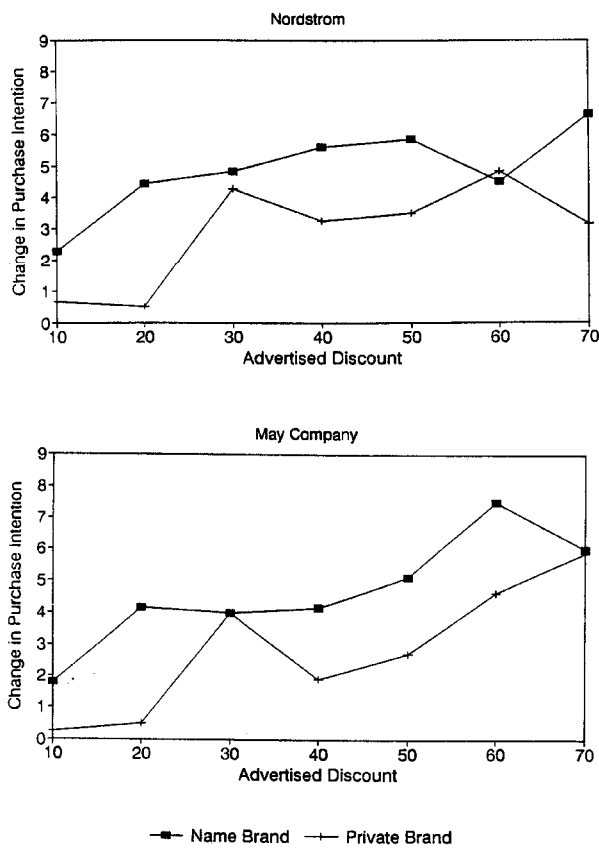 Nordstrom
Change in Purchase Intention
9
8
7
6
5
4
3
2
1
0
10 20 30 40 50 60 70
Advertised Discount
May Company
Change in Purchase Intention
9
8
7
6
5
4
3
2
1
0
10 20 30 40 50 60 70
Advertised Discount
Name Brand Private Brand